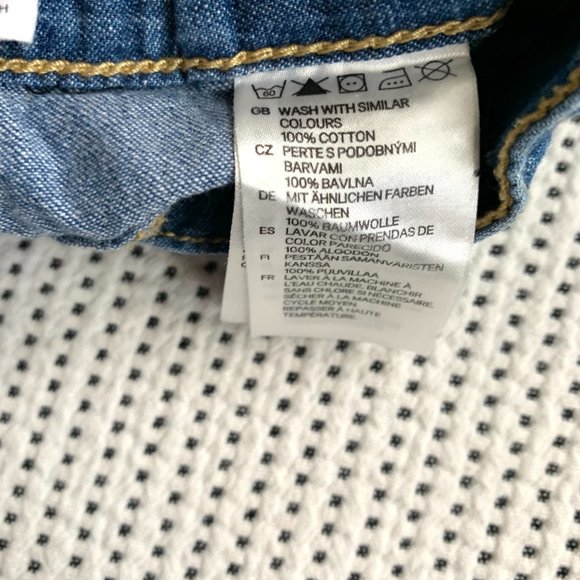 H
60
GB WASH WITH SIMILAR
COLOURS
100% COTTON
CZ PERTE S PODOBNÝMI
BARVAMI
100% BAVLNA
DE MIT ÄHNLICHEN FARBEN
WASCHEN
100% BAUMWOLLE
ES LAVAR CON PRENDAS DE
COLOR PARECIDO
100% ALGODÓN
FI PESTÄÄN SAMANVÄRISTEN
KANSSA
100% PUUVILLAA
FR LAVER À LA MACHINE À
L'EAU CHAUDE, BLANCHIR
SANS CHLORE SI NÉCESSAIRE,
SÉCHER À LA MACHINE
CYCLE MOYEN,
REPASSER À HAUTE
TEMPÉRATURE.